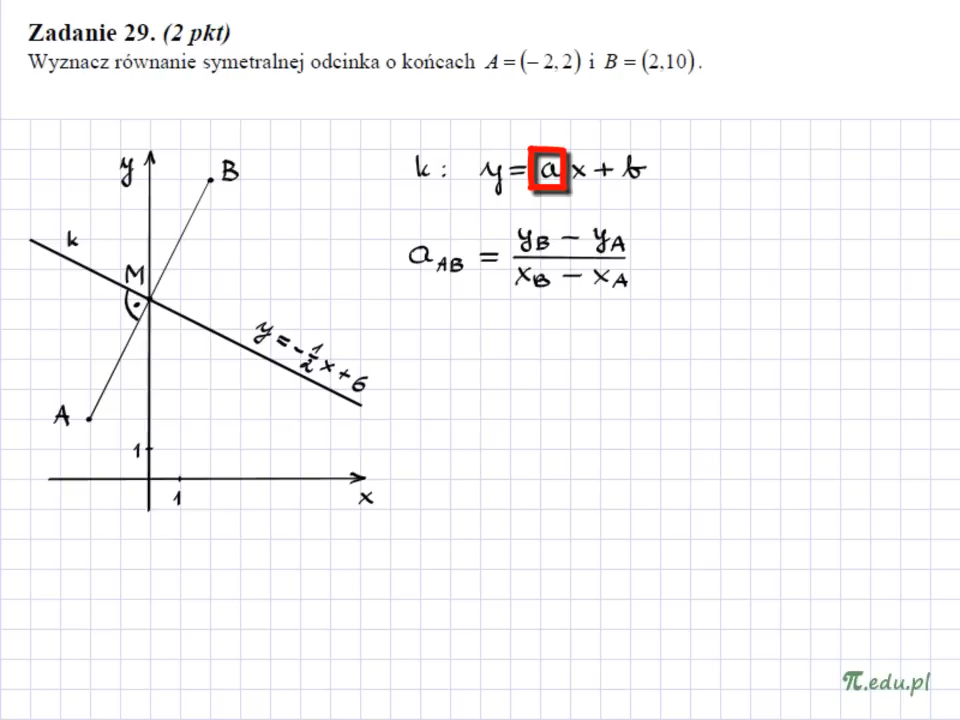 Zadanie 29. (2 pkt)
Wyznacz równanie symetralnej odcinka o końcach A = (– 2, 2) i B = (2,10).
y
B
k : y = a x + b
k
a_AB = (y_B − y_A) / (x_B − x_A)
M
y = -1/2 x + 6
A
1
1
x
π.edu.pl